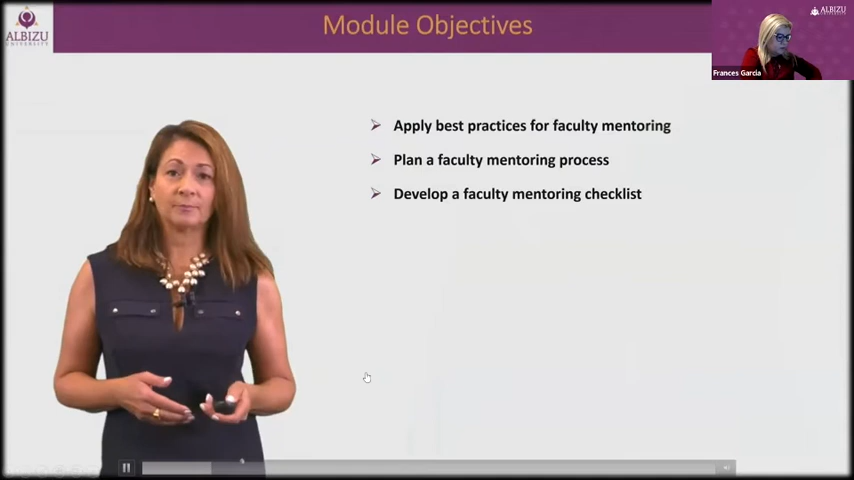 ALBIZU
UNIVERSITY
Module Objectives
ALBIZU
Frances Garcia
Apply best practices for faculty mentoring
Plan a faculty mentoring process
Develop a faculty mentoring checklist